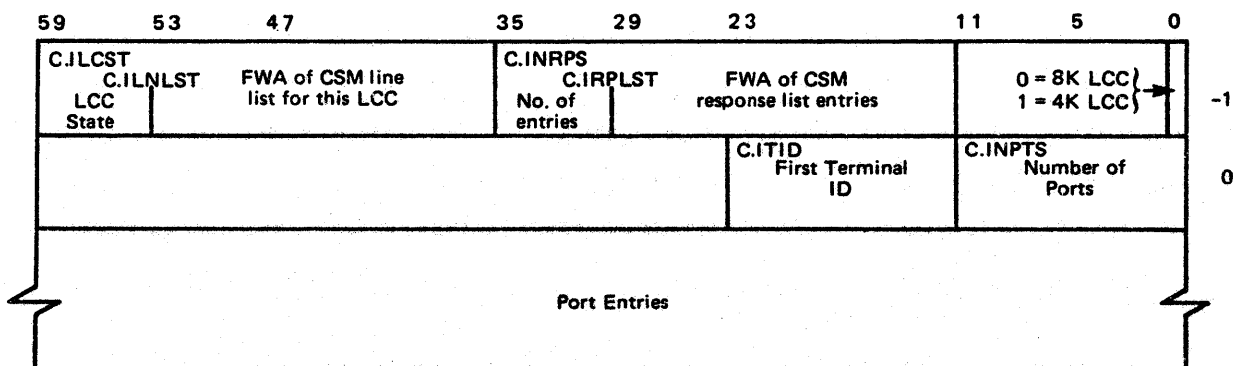 59 53 47 35 29 23 11 5 0
C.ILCST
C.ILNLST
LCC
State
FWA of CSM line
list for this LCC
C.INRPS
C.IRPLST
No. of
entries
FWA of CSM
response list entries
0 = 8K LCC
1 = 4K LCC
-1
C.ITID
First Terminal
ID
C.INPTS
Number of
Ports
0
Port Entries